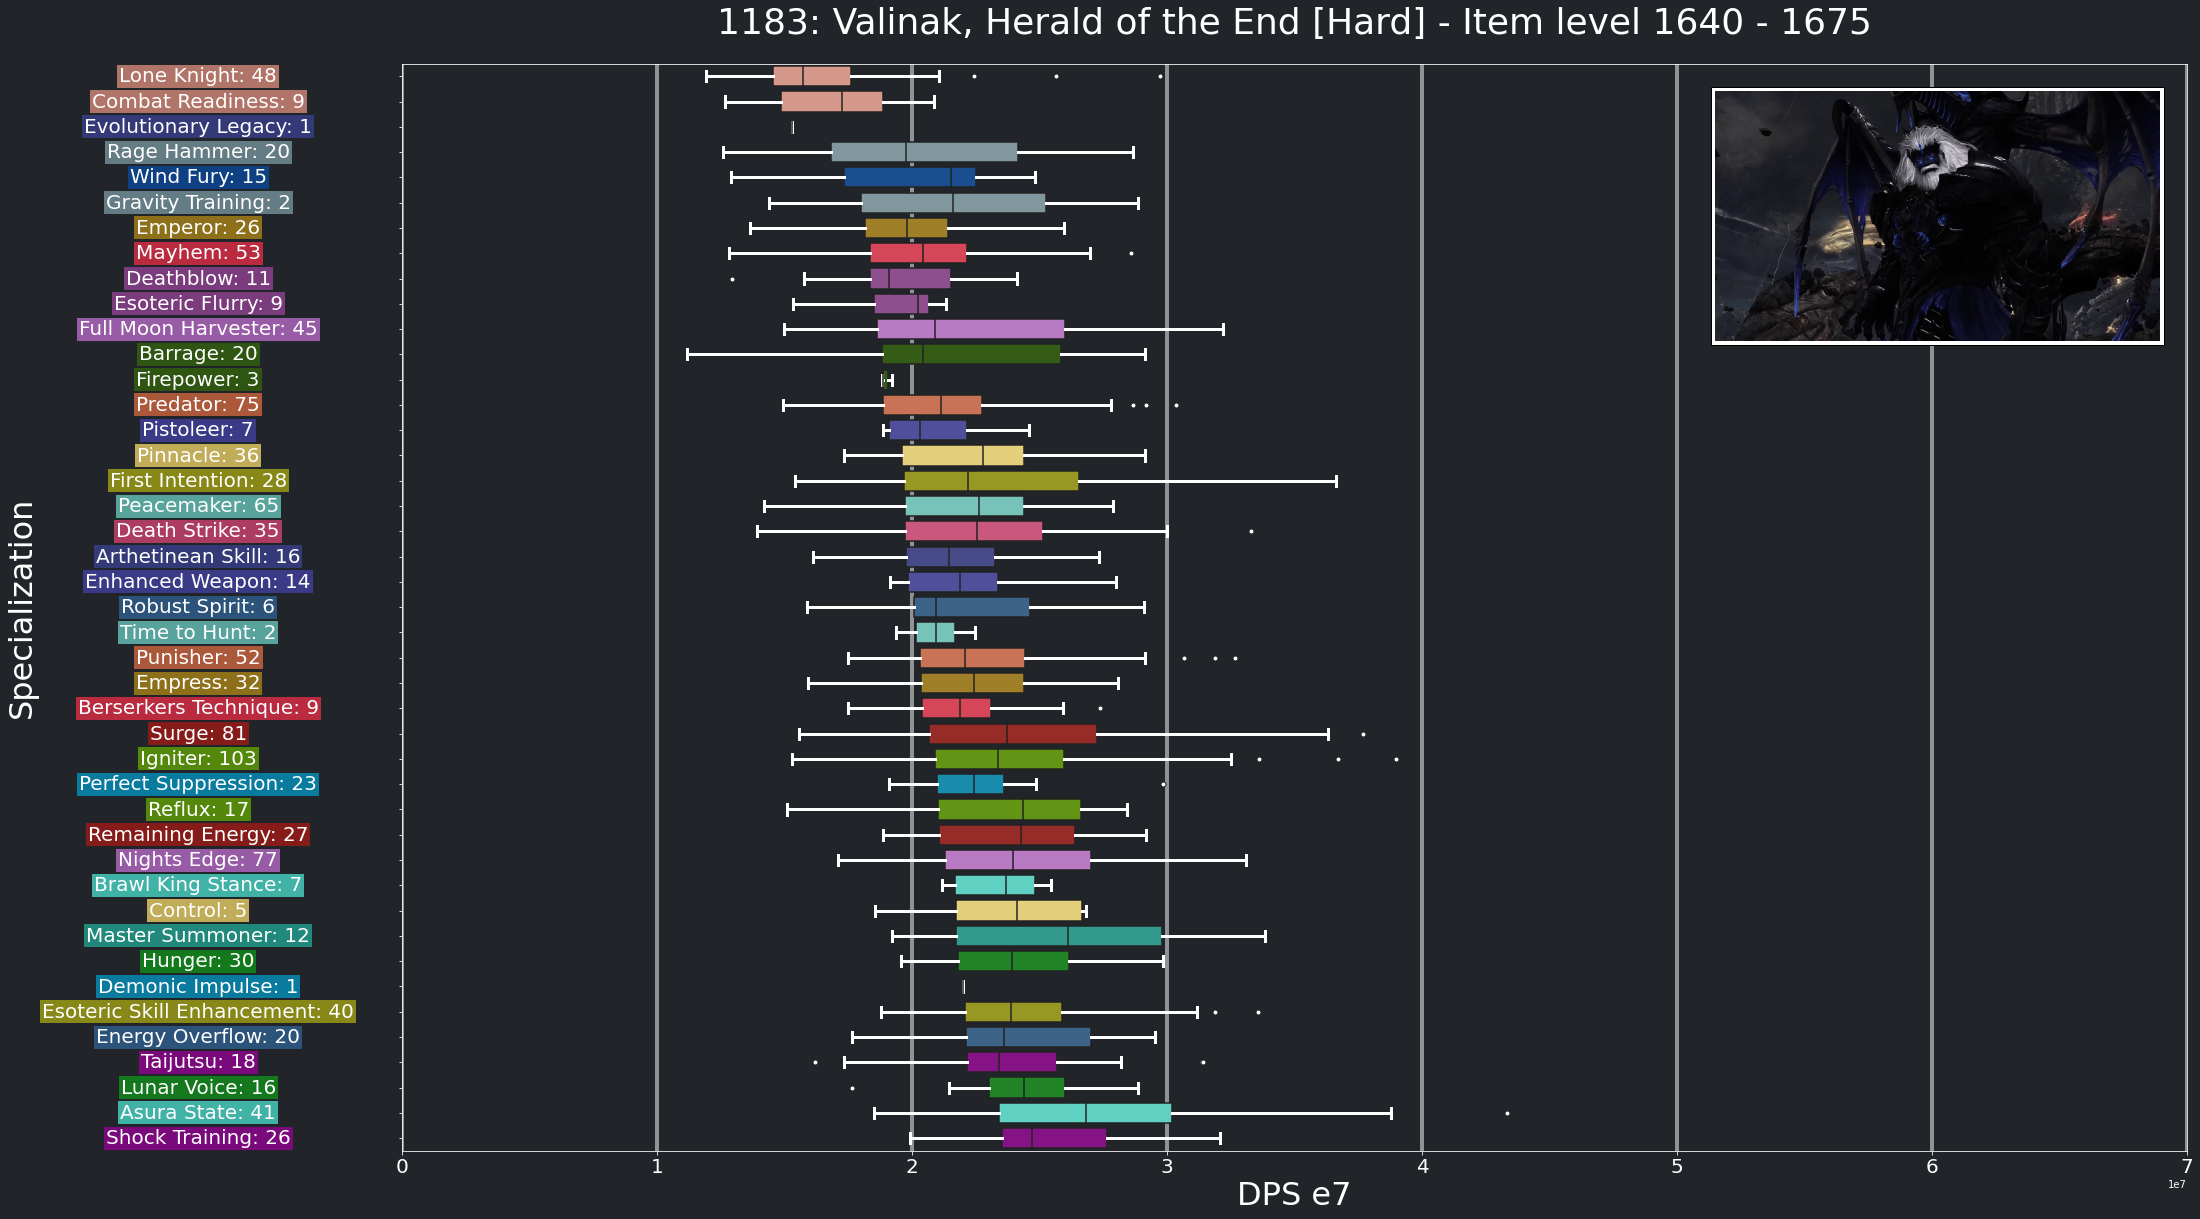 1183: Valinak, Herald of the End [Hard] - Item level 1640 - 1675
Specialization
Lone Knight: 48
Combat Readiness: 9
Evolutionary Legacy: 1
Rage Hammer: 20
Wind Fury: 15
Gravity Training: 2
Emperor: 26
Mayhem: 53
Deathblow: 11
Esoteric Flurry: 9
Full Moon Harvester: 45
Barrage: 20
Firepower: 3
Predator: 75
Pistoleer: 7
Pinnacle: 36
First Intention: 28
Peacemaker: 65
Death Strike: 35
Arthetinean Skill: 16
Enhanced Weapon: 14
Robust Spirit: 6
Time to Hunt: 2
Punisher: 52
Empress: 32
Berserkers Technique: 9
Surge: 81
Igniter: 103
Perfect Suppression: 23
Reflux: 17
Remaining Energy: 27
Nights Edge: 77
Brawl King Stance: 7
Control: 5
Master Summoner: 12
Hunger: 30
Demonic Impulse: 1
Esoteric Skill Enhancement: 40
Energy Overflow: 20
Taijutsu: 18
Lunar Voice: 16
Asura State: 41
Shock Training: 26
0 1 2 3 4 5 6 7
1e7
DPS e7